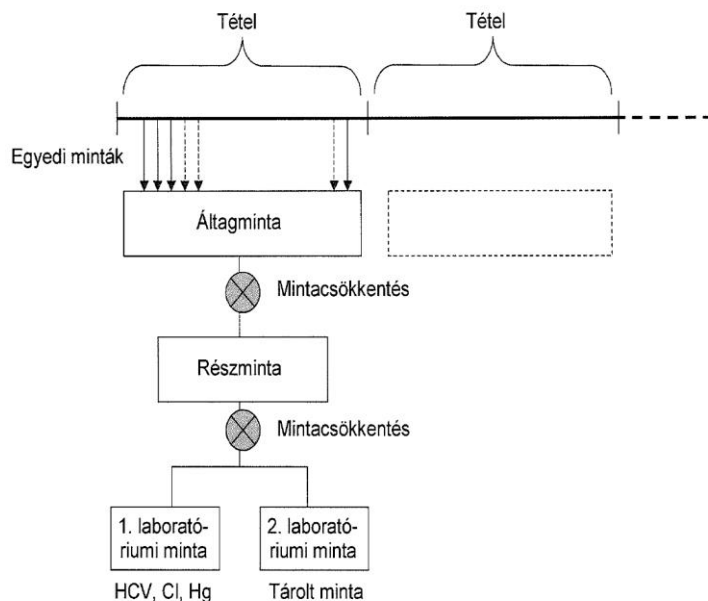 Tétel
Tétel
Egyedi minták
Áltagminta
Mintacsökkentés
Részminta
Mintacsökkentés
1. laborató-
riumi minta
2. laborató-
riumi minta
HCV, Cl, Hg
Tárolt minta